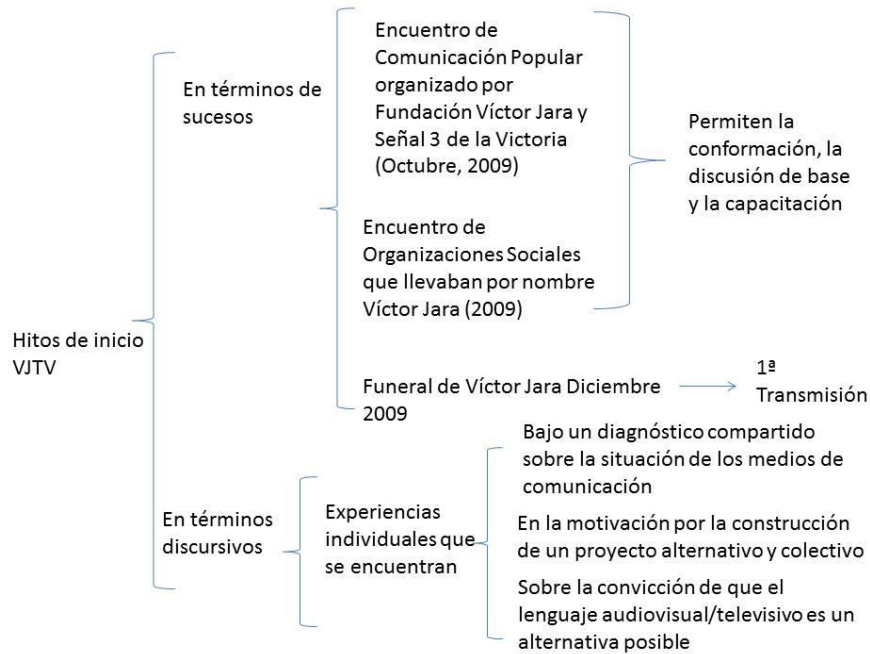 Hitos de inicio
VJTV
En términos de
sucesos
Encuentro de
Comunicación Popular
organizado por
Fundación Víctor Jara y
Señal 3 de la Victoria
(Octubre, 2009)
Encuentro de
Organizaciones Sociales
que llevaban por nombre
Víctor Jara (2009)
Permiten la
conformación, la
discusión de base
y la capacitación
Funeral de Víctor Jara Diciembre
2009
1ª
Transmisión
En términos
discursivos
Experiencias
individuales que
se encuentran
Bajo un diagnóstico compartido
sobre la situación de los medios de
comunicación
En la motivación por la construcción
de un proyecto alternativo y colectivo
Sobre la convicción de que el
lenguaje audiovisual/televisivo es un
alternativa posible